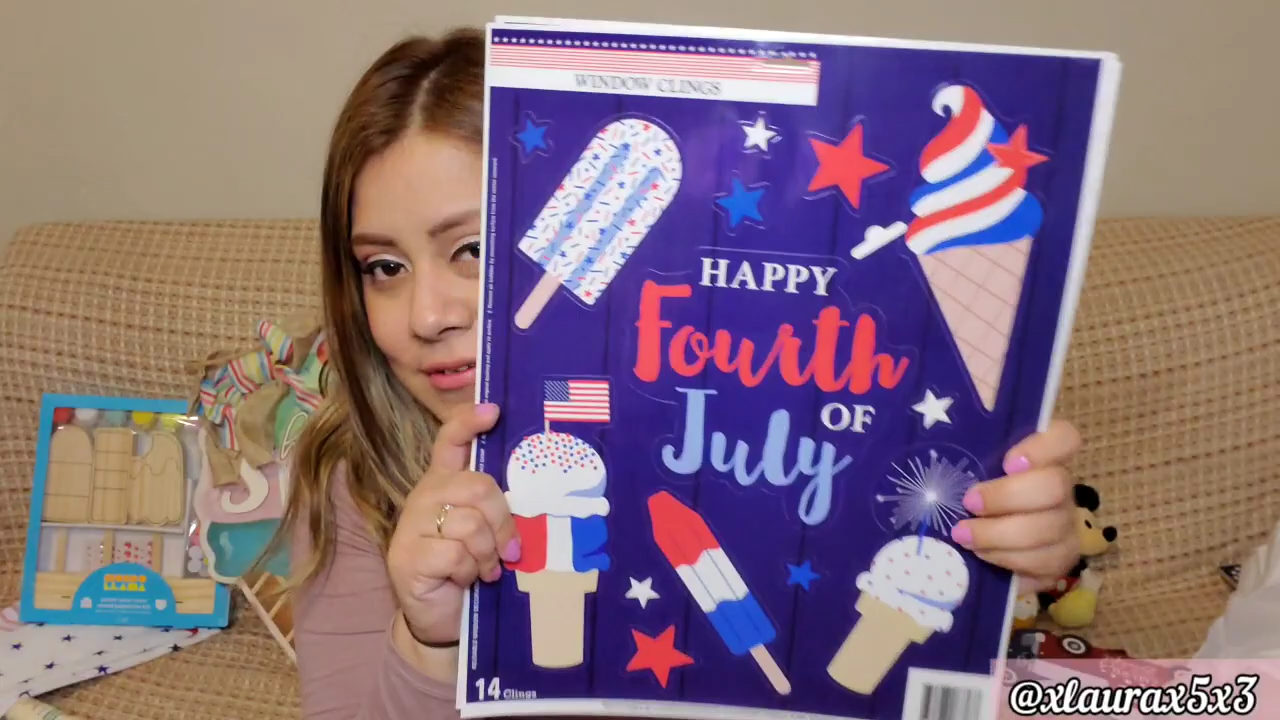 WINDOW CLINGS
HAPPY
Fourth
OF
July
14 Clings
@xlaurax5x3